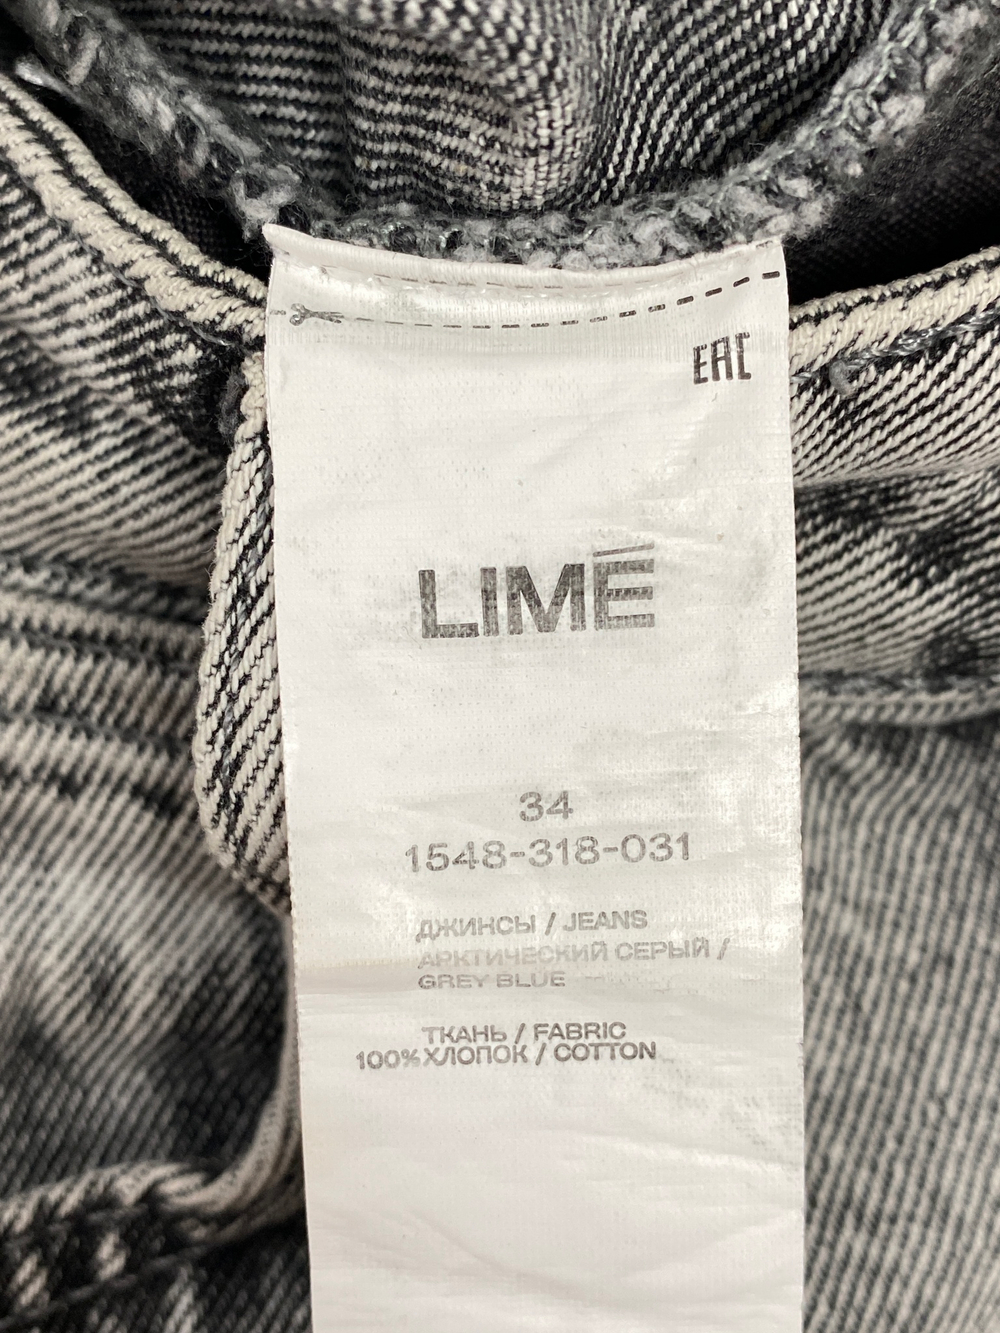 EAC
LIMÉ
34
1548-318-031
ДЖИНСЫ / JEANS
АРКТИЧЕСКИЙ СЕРЫЙ /
GREY BLUE
ТКАНЬ / FABRIC
100% ХЛОПОК / COTTON